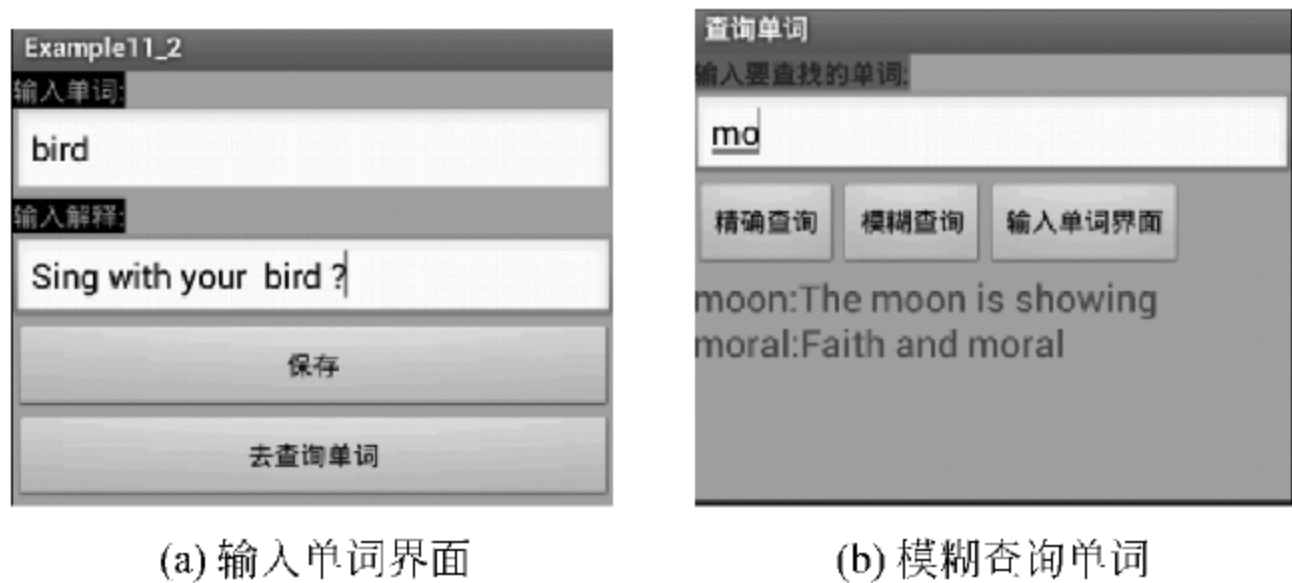 Example11_2
输入单词:
bird
输入解释:
Sing with your bird ?
保存
去查询单词
(a) 输入单词界面
查询单词
输入要查找的单词:
mo
精确查询 模糊查询 输入单词界面
moon:The moon is showing
moral:Faith and moral
(b) 模糊查询单词